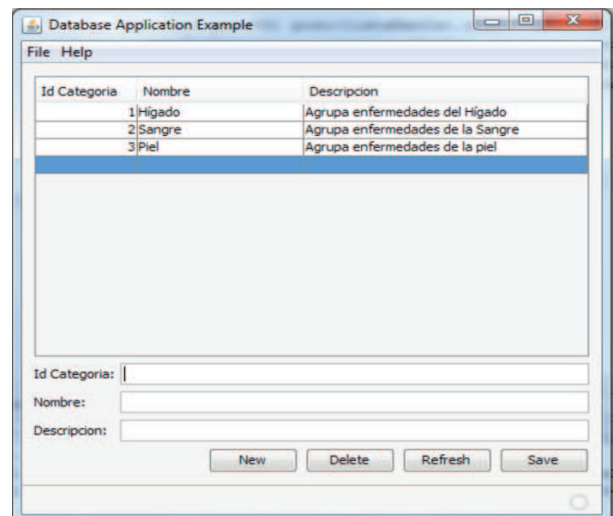 Database Application Example
File Help
Id Categoria Nombre Descripcion
1 Hígado Agrupa enfermedades del Hígado
2 Sangre Agrupa enfermedades de la Sangre
3 Piel Agrupa enfermedades de la piel
Id Categoria:
Nombre:
Descripcion:
New Delete Refresh Save